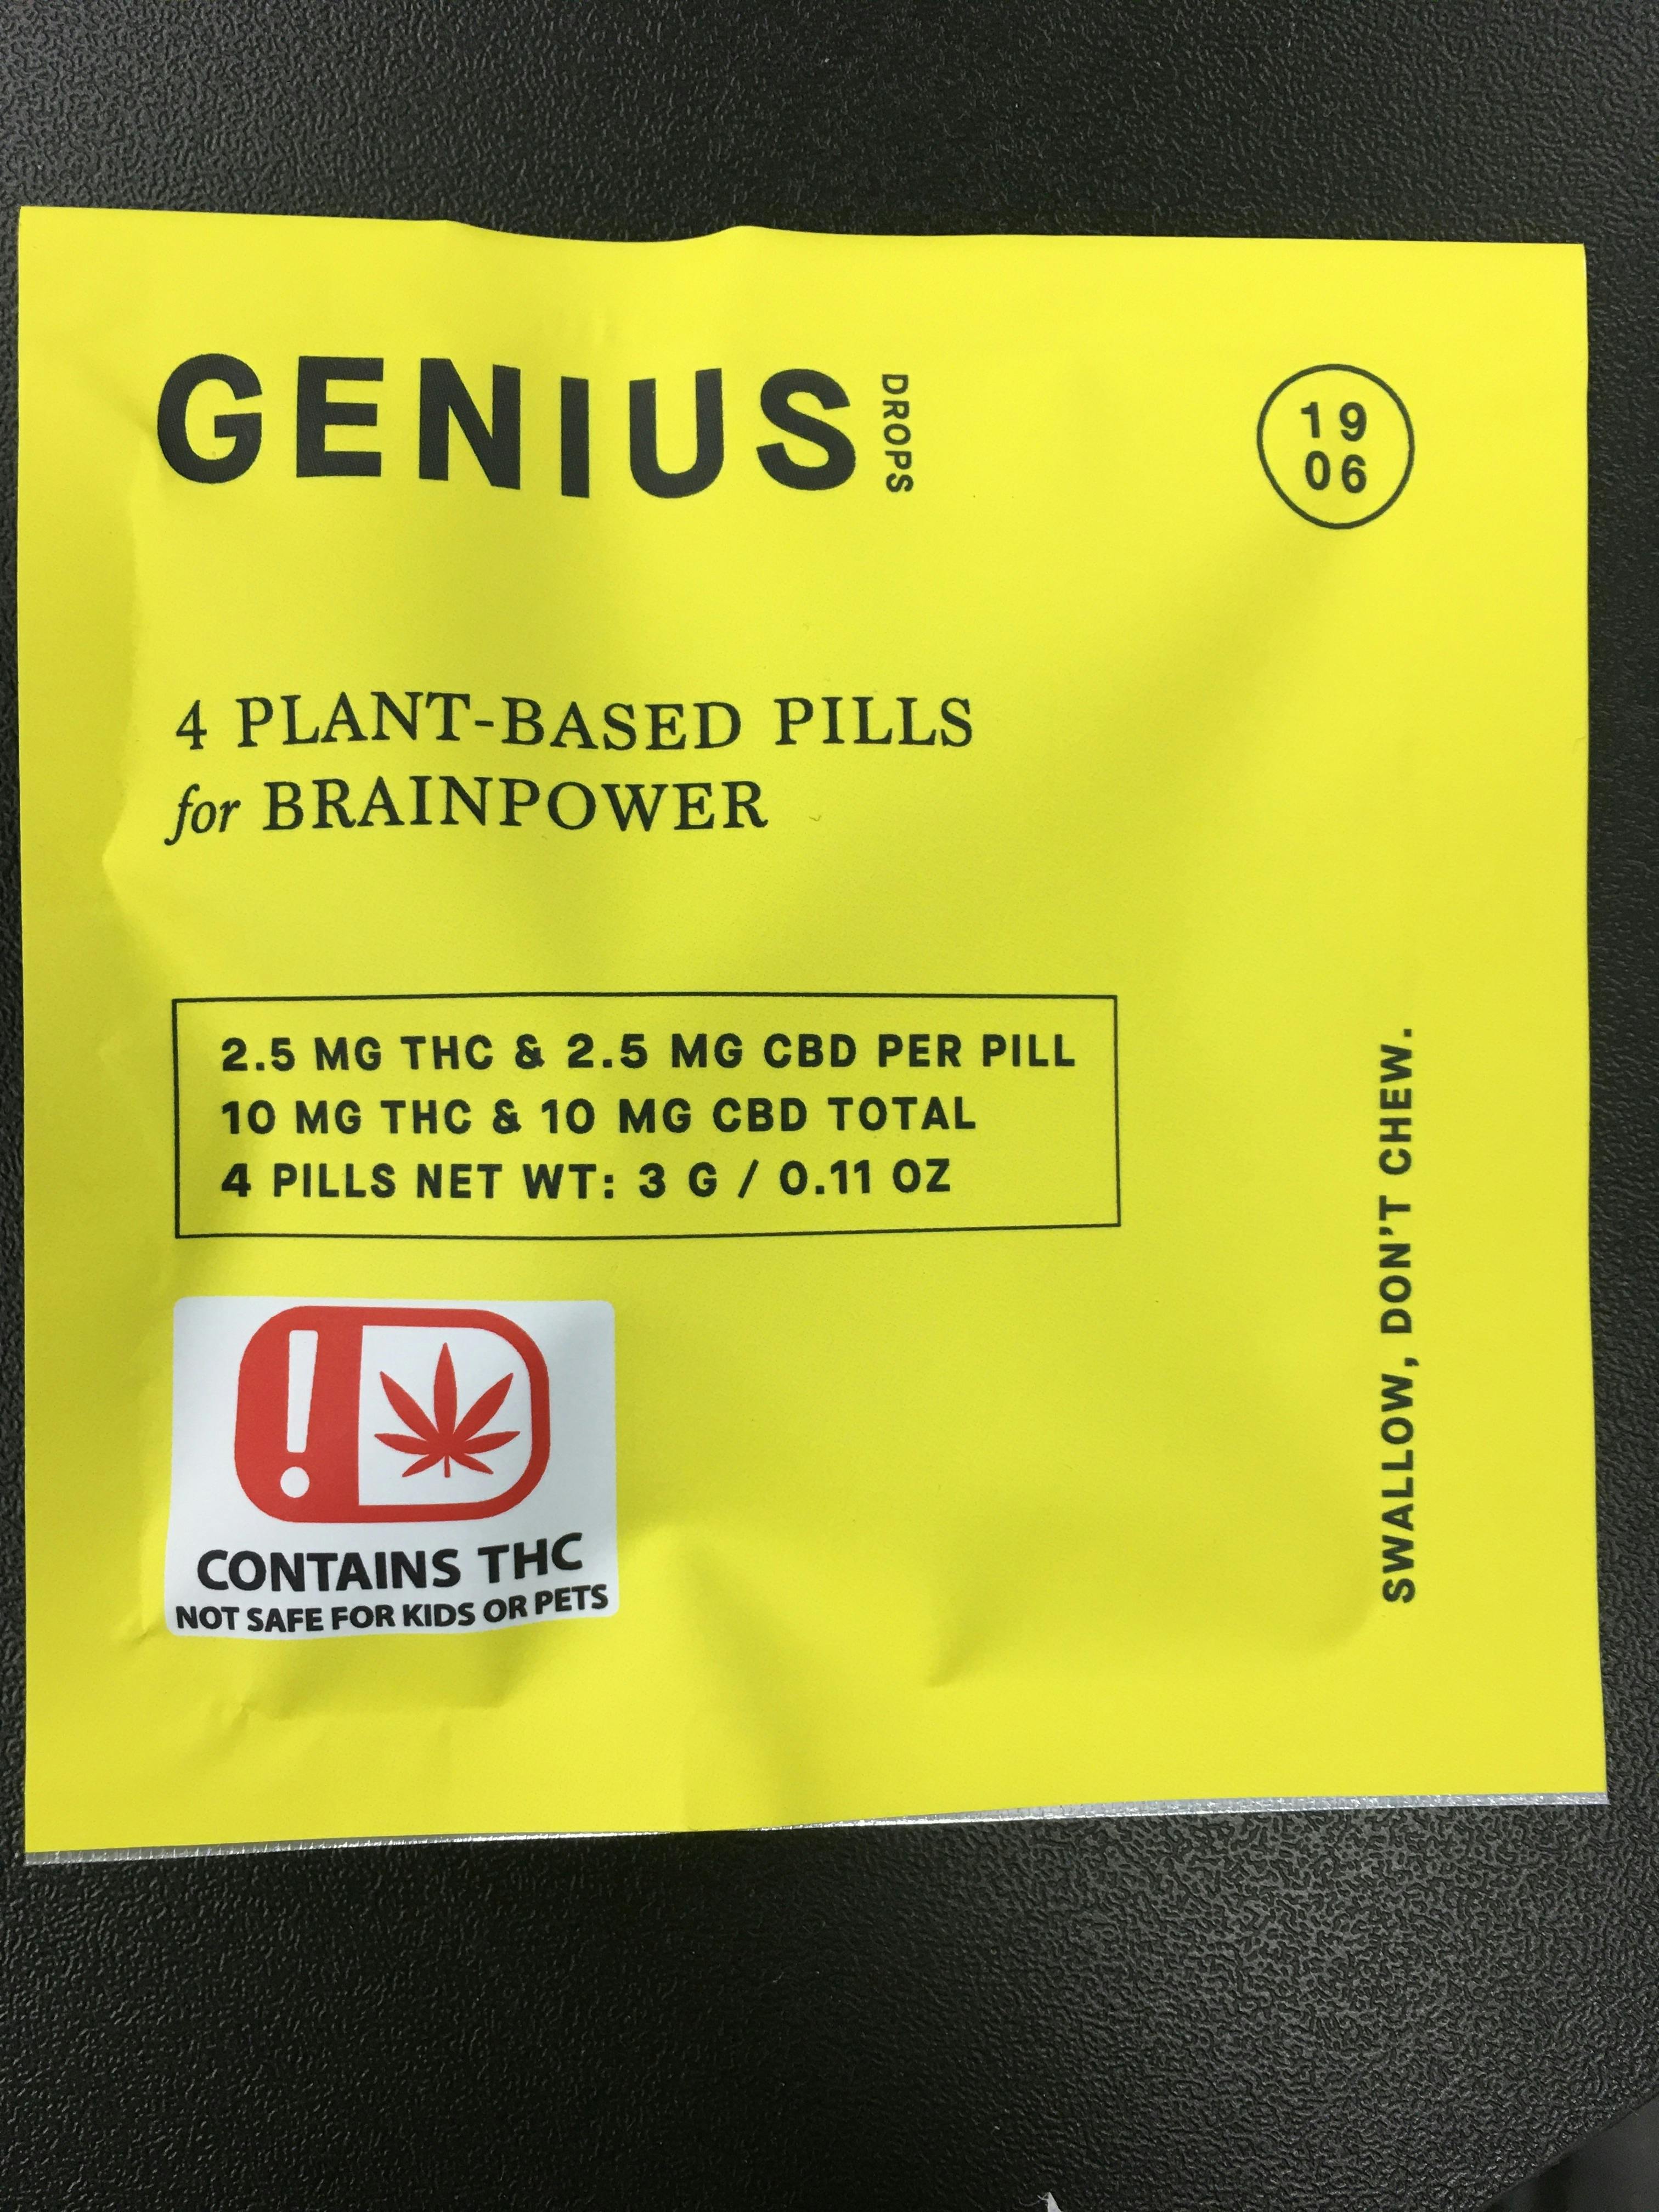 GENIUS DROPS
19
06
4 PLANT-BASED PILLS
for BRAINPOWER
2.5 MG THC & 2.5 MG CBD PER PILL
10 MG THC & 10 MG CBD TOTAL
4 PILLS NET WT: 3 G / 0.11 OZ
SWALLOW, DON'T CHEW.
!
CONTAINS THC
NOT SAFE FOR KIDS OR PETS